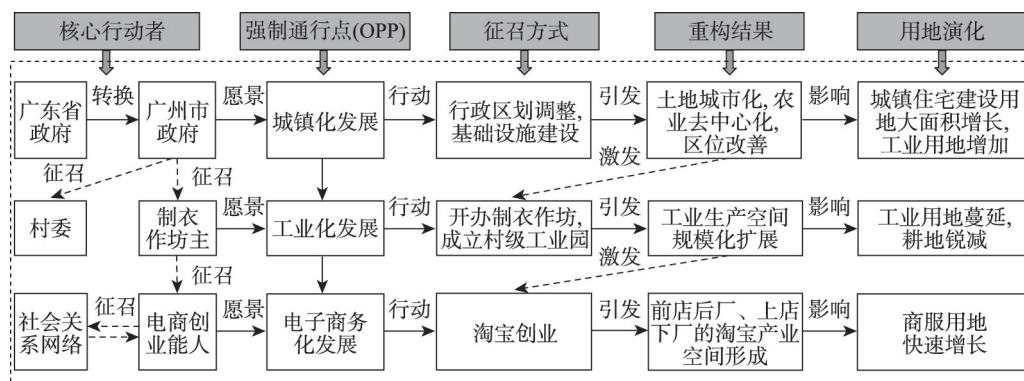 核心行动者
强制通行点(OPP)
征召方式
重构结果
用地演化
广东省
政府
转换
广州市
政府
愿景
城镇化发展
行动
行政区划调整,
基础设施建设
引发
土地城市化, 农
业去中心化,
区位改善
影响
城镇住宅建设用
地大面积增长,
工业用地增加
征召
征召
激发
村委
制衣
作坊主
愿景
工业化发展
行动
开办制衣作坊,
成立村级工业园
引发
工业生产空间
规模化扩展
影响
工业用地蔓延,
耕地锐减
征召
激发
社会关
系网络
征召
电商创
业能人
愿景
电子商务
化发展
行动
淘宝创业
引发
前店后厂、上店
下厂的淘宝产业
空间形成
影响
商服用地
快速增长